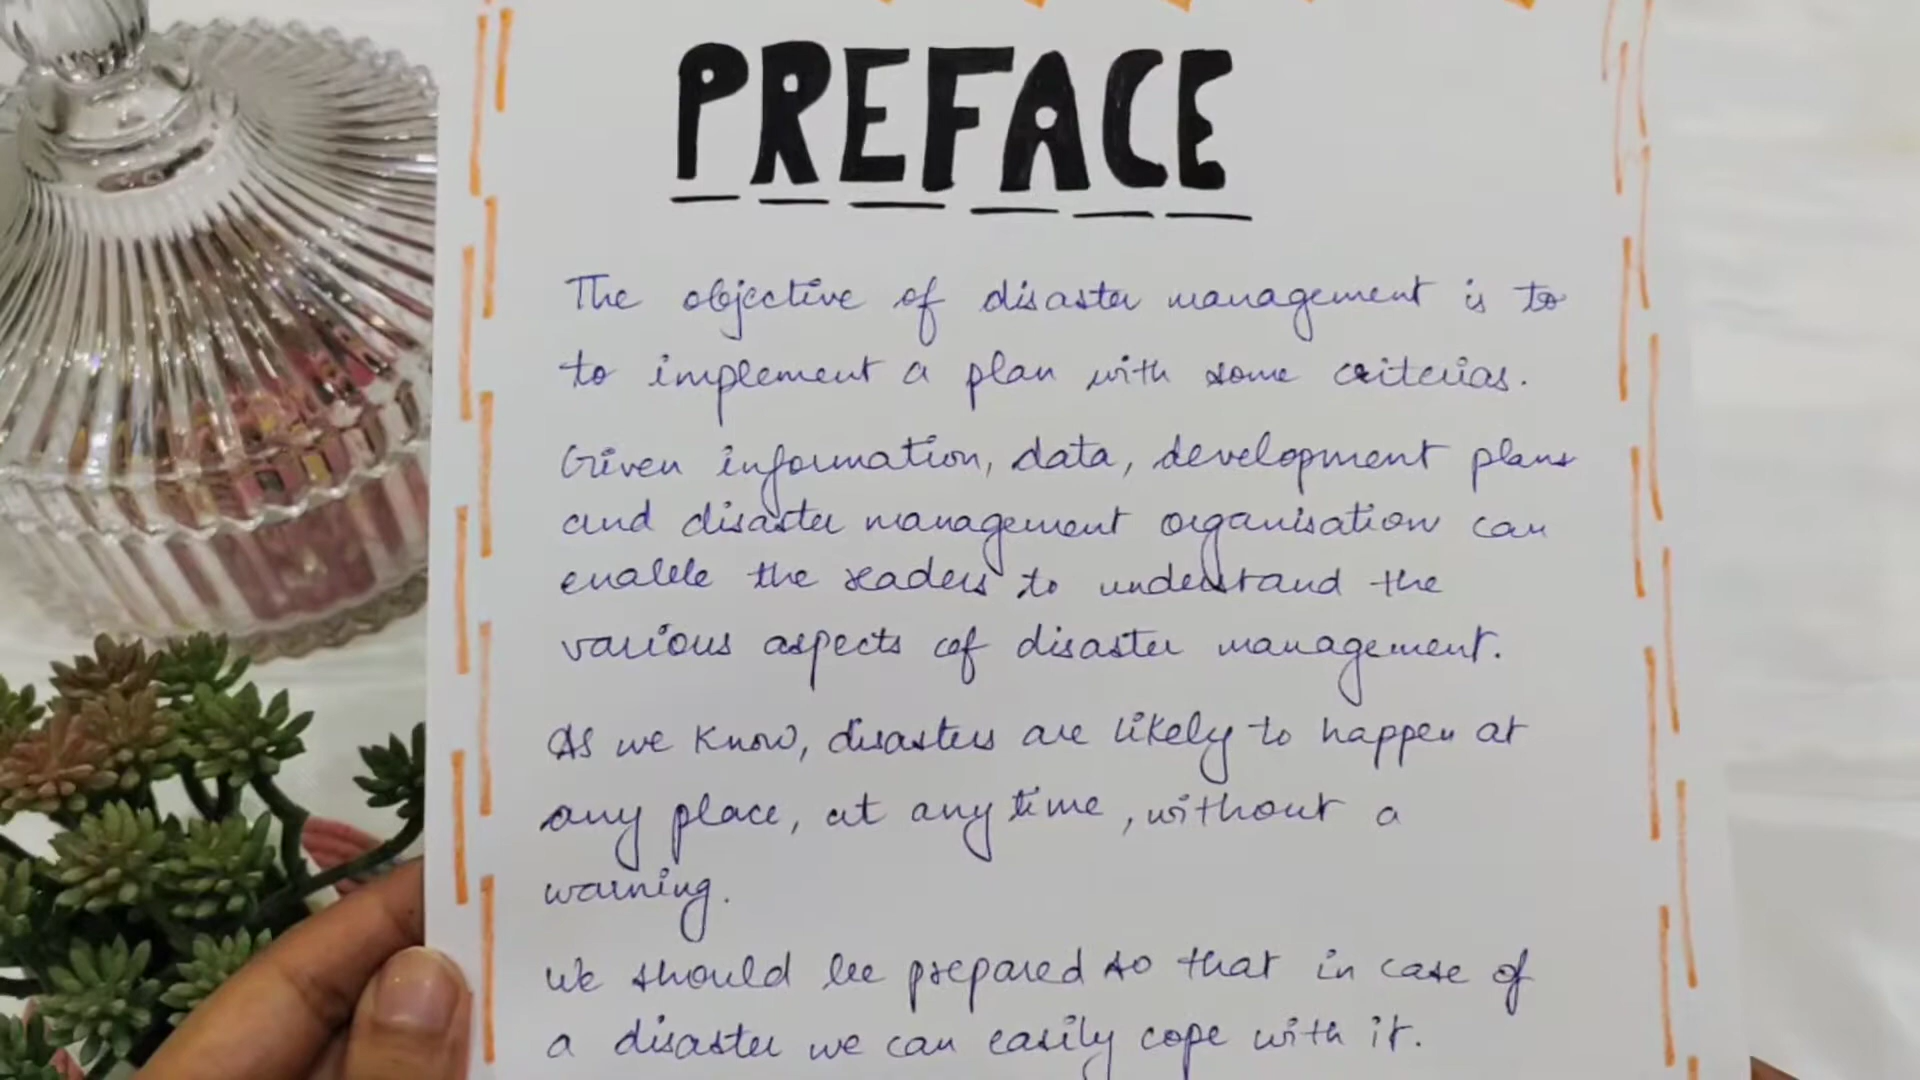 PREFACE
The objective of disaster management is to
to implement a plan with some criterias.
Given information, data, development plans
and disaster management organisation can
enable the readers to understand the
various aspects of disaster management.
As we know, disasters are likely to happen at
any place, at any time, without a
warning.
We should be prepared so that in case of
a disaster we can easily cope with it.